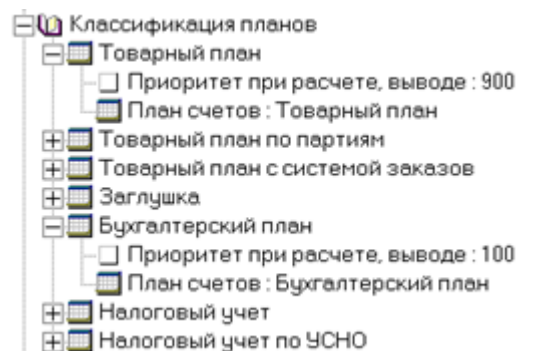 Классификация планов
Товарный план
Приоритет при расчете, выводе : 900
План счетов : Товарный план
Товарный план по партиям
Товарный план с системой заказов
Заглушка
Бухгалтерский план
Приоритет при расчете, выводе : 100
План счетов : Бухгалтерский план
Налоговый учет
Налоговый учет по УСНО